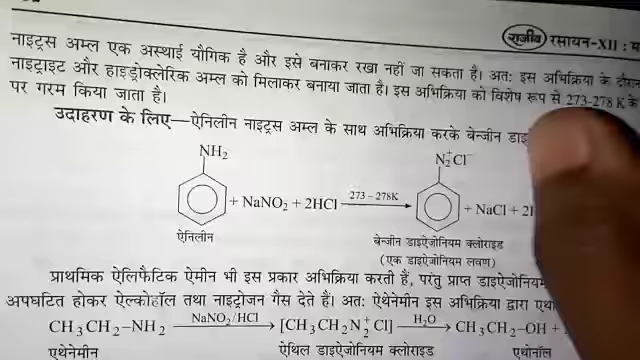 राजीव रसायन-XII :
नाइट्रस अम्ल एक अस्थाई यौगिक है और इसे बनाकर रखा नहीं जा सकता है। अतः इस अभिक्रिया के दौरान
नाइट्राइट और हाइड्रोक्लेरिक अम्ल को मिलाकर बनाया जाता है। इस अभिक्रिया को विशेष रूप से 273-278 K के
पर गरम किया जाता है।
उदाहरण के लिए—ऐनिलीन नाइट्रस अम्ल के साथ अभिक्रिया करके बेन्जीन
NH₂ N₂⁺Cl⁻
+ NaNO₂ + 2HCl 273 – 278K + NaCl +
ऐनिलीन बेन्जीन डाइऐजोनियम क्लोराइड
(एक डाइऐजोनियम लवण)
प्राथमिक ऐलिफैटिक ऐमीन भी इस प्रकार अभिक्रिया करती हैं, परंतु प्राप्त डाइऐजोनियम
अपघटित होकर ऐल्कोहॉल तथा नाइट्रोजन गैस देते हैं। अतः ऐथेनेमीन इस अभिक्रिया द्वारा
CH₃CH₂–NH₂ NaNO₂/HCl → [CH₃CH₂N₂⁺Cl] H₂O → CH₃CH₂–OH +
एथेनेमीन ऐथिल डाइऐजोनियम क्लोराइड एथेनॉल